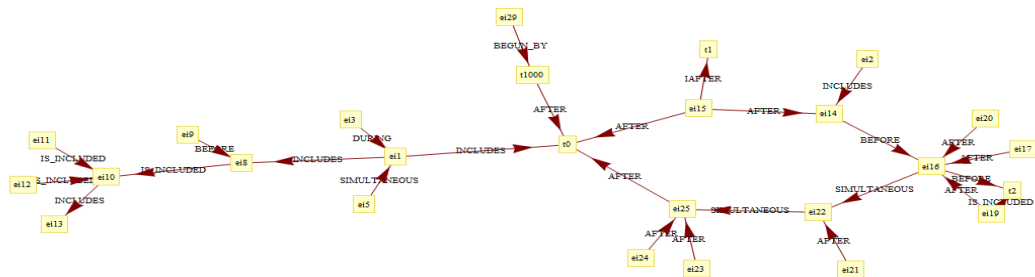 ei29
BEGUN_BY
t1
ei2
t1000
INCLUDES
IAFTER
ei15
AFTER
ei14
AFTER
AFTER
ei3
ei20
ei9
DURING
AFTER
ei11
BEFORE
t0
BEFORE
ei17
IS_INCLUDED
ei8
INCLUDES
ei1
INCLUDES
AFTER
ei16
ei10
IS_INCLUDED
ei12
IS_INCLUDED
SIMULTANEOUS
AFTER
SIMULTANEOUS
BEFORE
t2
AFTER
INCLUDES
ei5
ei25
SIMULTANEOUS
ei22
ei19
IS_INCLUDED
ei13
AFTER
AFTER
AFTER
ei24
ei23
ei21